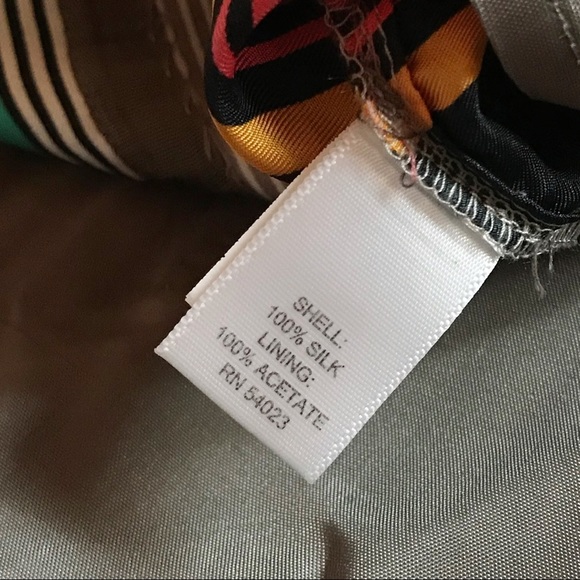 SHELL:
100% SILK
LINING:
100% ACETATE
RN 54023